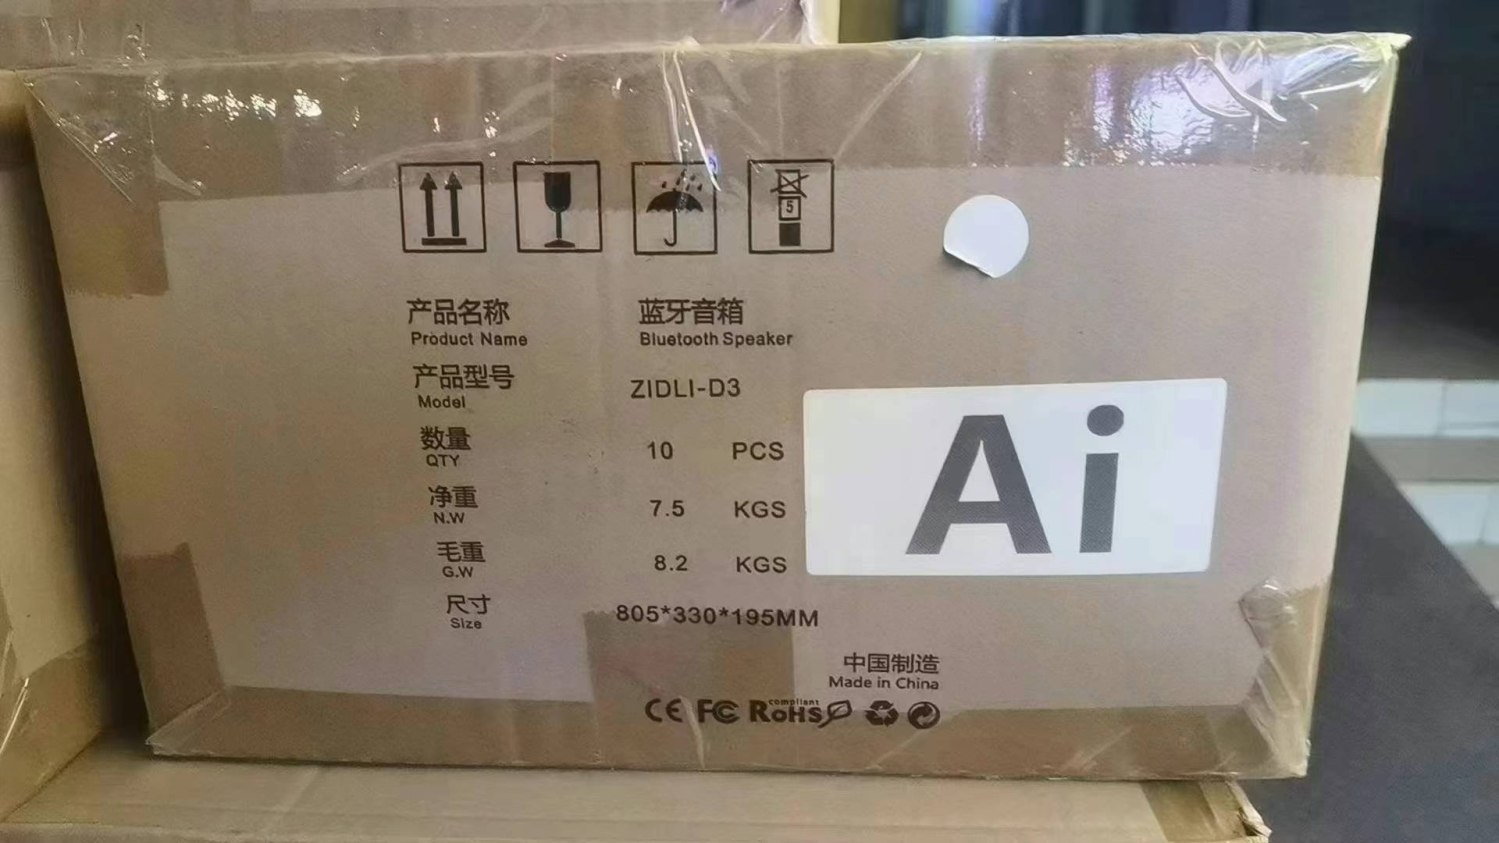 5
产品名称 蓝牙音箱
Product Name Bluetooth Speaker
产品型号 ZIDLI-D3
Model
数量 10 PCS
QTY
净重 7.5 KGS
N.W
毛重 8.2 KGS
G.W
尺寸 805*330*195MM
Size
Ai
中国制造
Made in China
CE FC RoHS compliant